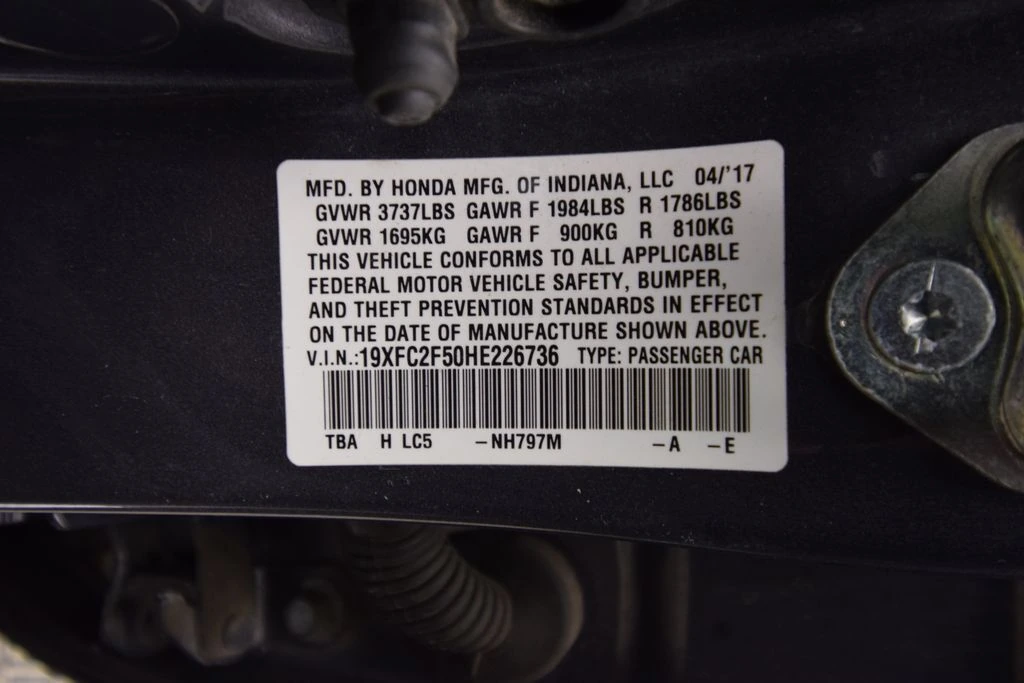 MFD. BY HONDA MFG. OF INDIANA, LLC 04/'17
GVWR 3737LBS GAWR F 1984LBS R 1786LBS
GVWR 1695KG GAWR F 900KG R 810KG
THIS VEHICLE CONFORMS TO ALL APPLICABLE
FEDERAL MOTOR VEHICLE SAFETY, BUMPER,
AND THEFT PREVENTION STANDARDS IN EFFECT
ON THE DATE OF MANUFACTURE SHOWN ABOVE.
V.I.N.:19XFC2F50HE226736 TYPE: PASSENGER CAR
TBA H LC5 –NH797M –A –E